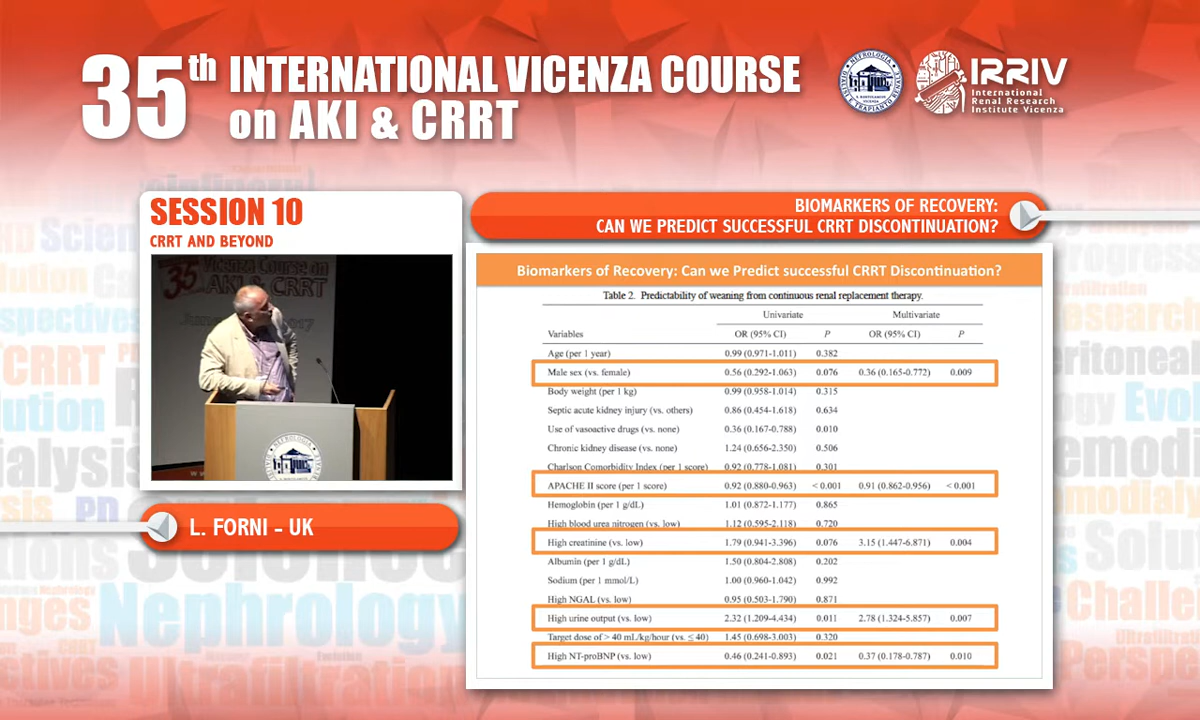 35th INTERNATIONAL VICENZA COURSE
on AKI & CRRT
IRRIV
International
Renal Research
Institute Vicenza
SESSION 10
CRRT AND BEYOND
35 Vicenza Course on
AKI & CRRT
L. FORNI – UK
BIOMARKERS OF RECOVERY:
CAN WE PREDICT SUCCESSFUL CRRT DISCONTINUATION?
Biomarkers of Recovery: Can we Predict successful CRRT Discontinuation?
Table 2. Predictability of weaning from continuous renal replacement therapy.
Univariate Multivariate
Variables OR (95% CI) P OR (95% CI) P
Age (per 1 year) 0.99 (0.971-1.011) 0.382
Male sex (vs. female) 0.56 (0.292-1.063) 0.076 0.36 (0.165-0.772) 0.009
Body weight (per 1 kg) 0.99 (0.958-1.014) 0.315
Septic acute kidney injury (vs. others) 0.86 (0.454-1.618) 0.634
Use of vasoactive drugs (vs. none) 0.36 (0.167-0.788) 0.010
Chronic kidney disease (vs. none) 1.24 (0.656-2.350) 0.506
Charlson Comorbidity Index (per 1 score) 0.92 (0.778-1.081) 0.301
APACHE II score (per 1 score) 0.92 (0.880-0.963) < 0.001 0.91 (0.862-0.956) < 0.001
Hemoglobin (per 1 g/dL) 1.01 (0.872-1.177) 0.865
High blood urea nitrogen (vs. low) 1.12 (0.595-2.118) 0.720
High creatinine (vs. low) 1.79 (0.941-3.396) 0.076 3.15 (1.447-6.871) 0.004
Albumin (per 1 g/dL) 1.50 (0.804-2.808) 0.202
Sodium (per 1 mmol/L) 1.00 (0.960-1.042) 0.992
High NGAL (vs. low) 0.95 (0.503-1.790) 0.871
High urine output (vs. low) 2.32 (1.209-4.434) 0.011 2.78 (1.324-5.857) 0.007
Target dose of > 40 mL/kg/hour (vs. ≤ 40) 1.45 (0.698-3.003) 0.320
High NT-proBNP (vs. low) 0.46 (0.241-0.893) 0.021 0.37 (0.178-0.787) 0.010
CRRT
PD
Nephrology
Science